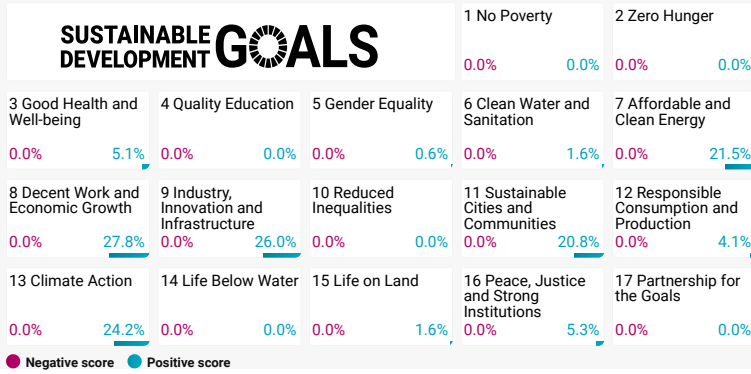 SUSTAINABLE
DEVELOPMENT
GOALS
1 No Poverty
0.0% 0.0%
2 Zero Hunger
0.0% 0.0%
3 Good Health and
Well-being
0.0% 5.1%
4 Quality Education
0.0% 0.0%
5 Gender Equality
0.0% 0.6%
6 Clean Water and
Sanitation
0.0% 1.6%
7 Affordable and
Clean Energy
0.0% 21.5%
8 Decent Work and
Economic Growth
0.0% 27.8%
9 Industry,
Innovation and
Infrastructure
0.0% 26.0%
10 Reduced
Inequalities
0.0% 0.0%
11 Sustainable
Cities and
Communities
0.0% 20.8%
12 Responsible
Consumption and
Production
0.0% 4.1%
13 Climate Action
0.0% 24.2%
14 Life Below Water
0.0% 0.0%
15 Life on Land
0.0% 1.6%
16 Peace, Justice
and Strong
Institutions
0.0% 5.3%
17 Partnership for
the Goals
0.0% 0.0%
Negative score Positive score